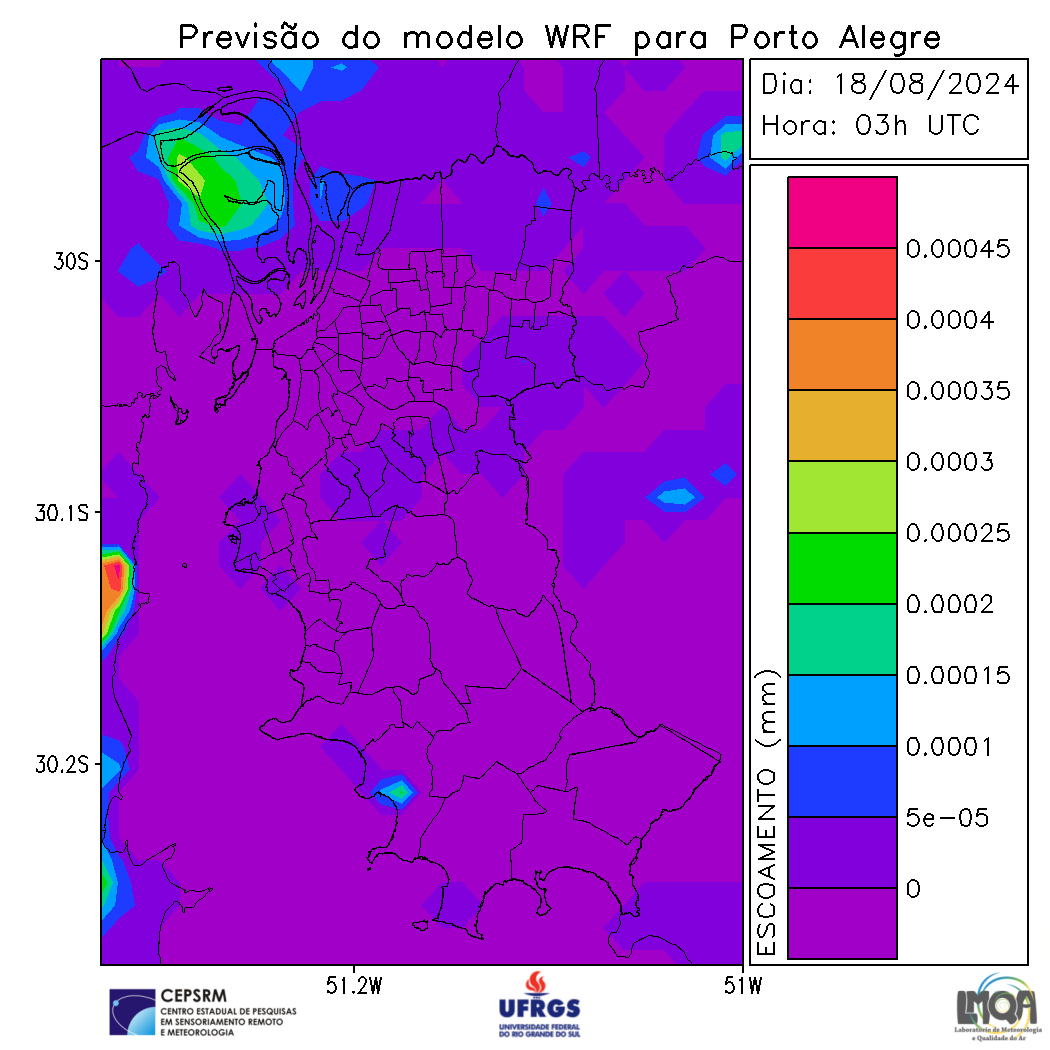 Previsão do modelo WRF para Porto Alegre
Dia: 18/08/2024
Hora: 03h UTC
30S
30.1S
30.2S
51.2W
51W
ESCOAMENTO (mm)
0.00045
0.0004
0.00035
0.0003
0.00025
0.0002
0.00015
0.0001
5e-05
0
CEPSRM
CENTRO ESTADUAL DE PESQUISAS
EM SENSORIAMENTO REMOTO
E METEOROLOGIA
UFRGS
UNIVERSIDADE FEDERAL
DO RIO GRANDE DO SUL
LMQA
Laboratório de Meteorologia
e Qualidade do Ar